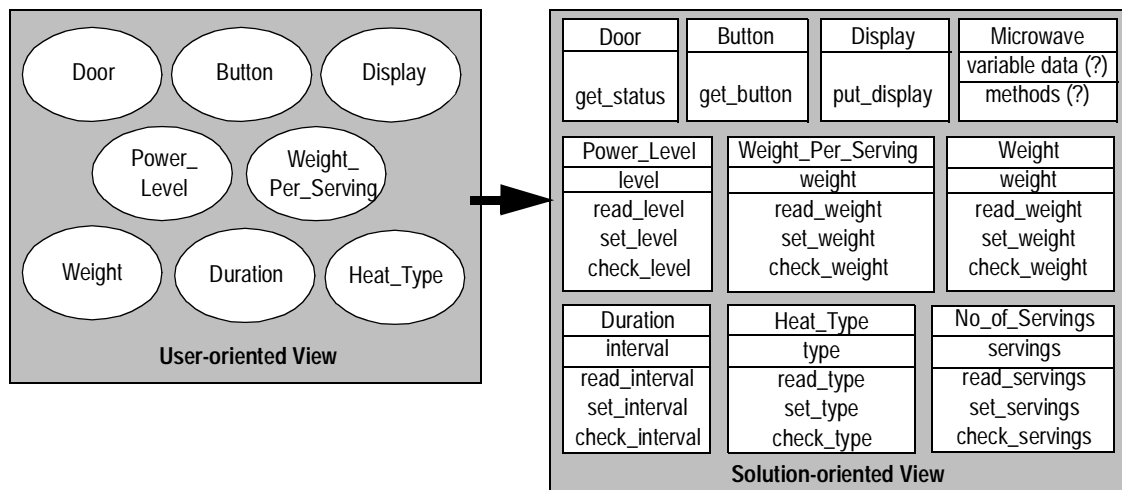 Door
Button
Display
Power_
Level
Weight_
Per_Serving
Weight
Duration
Heat_Type
User-oriented View
Door
get_status
Button
get_button
Display
put_display
Microwave
variable data (?)
methods (?)
Power_Level
level
read_level
set_level
check_level
Weight_Per_Serving
weight
read_weight
set_weight
check_weight
Weight
weight
read_weight
set_weight
check_weight
Duration
interval
read_interval
set_interval
check_interval
Heat_Type
type
read_type
set_type
check_type
No_of_Servings
servings
read_servings
set_servings
check_servings
Solution-oriented View